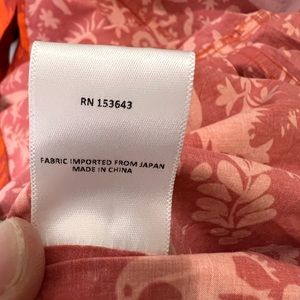 RN 153643
FABRIC IMPORTED FROM JAPAN
MADE IN CHINA